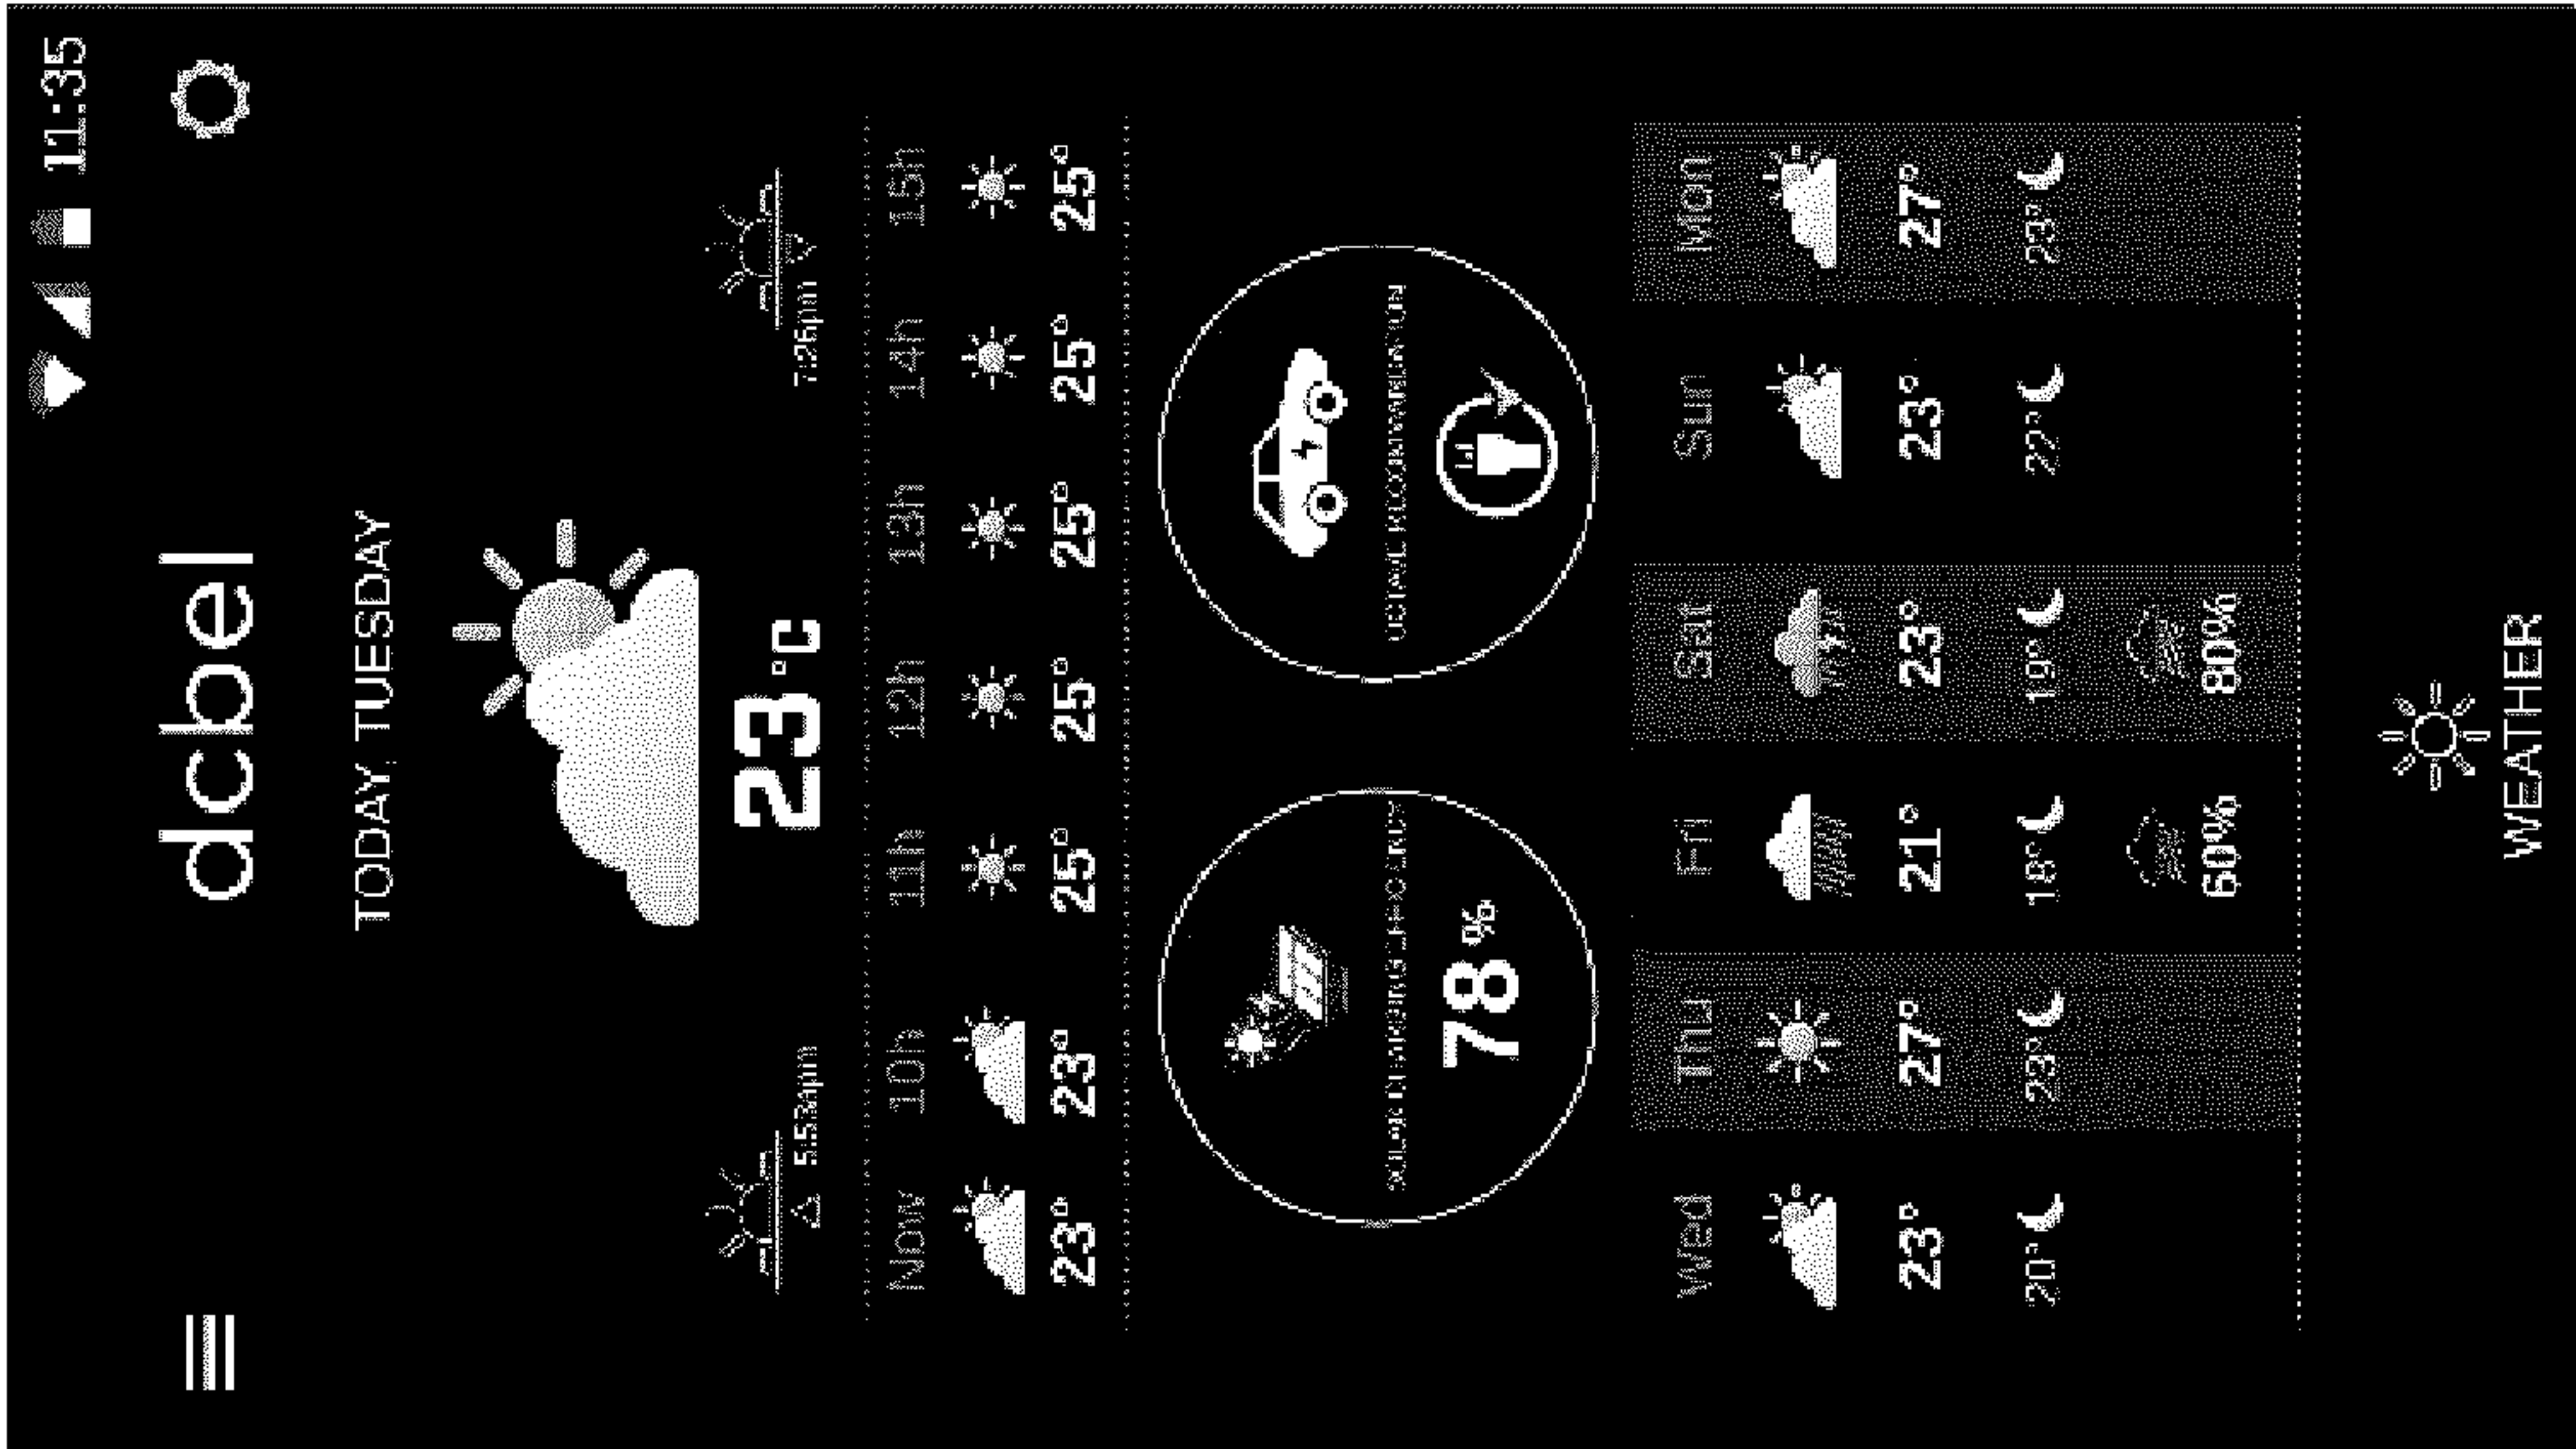 11:35
dcbel
TODAY, TUESDAY
23 °C
5:53am 7:26pm
Now 10h 11h 12h 13h 14h 15h
23° 23° 25° 25° 25° 25° 25°
78 %
Wed Thu Fri Sat Sun Mon
23° 27° 21° 23° 23° 27°
20° 23° 18° 19° 22° 23°
60% 80%
WEATHER